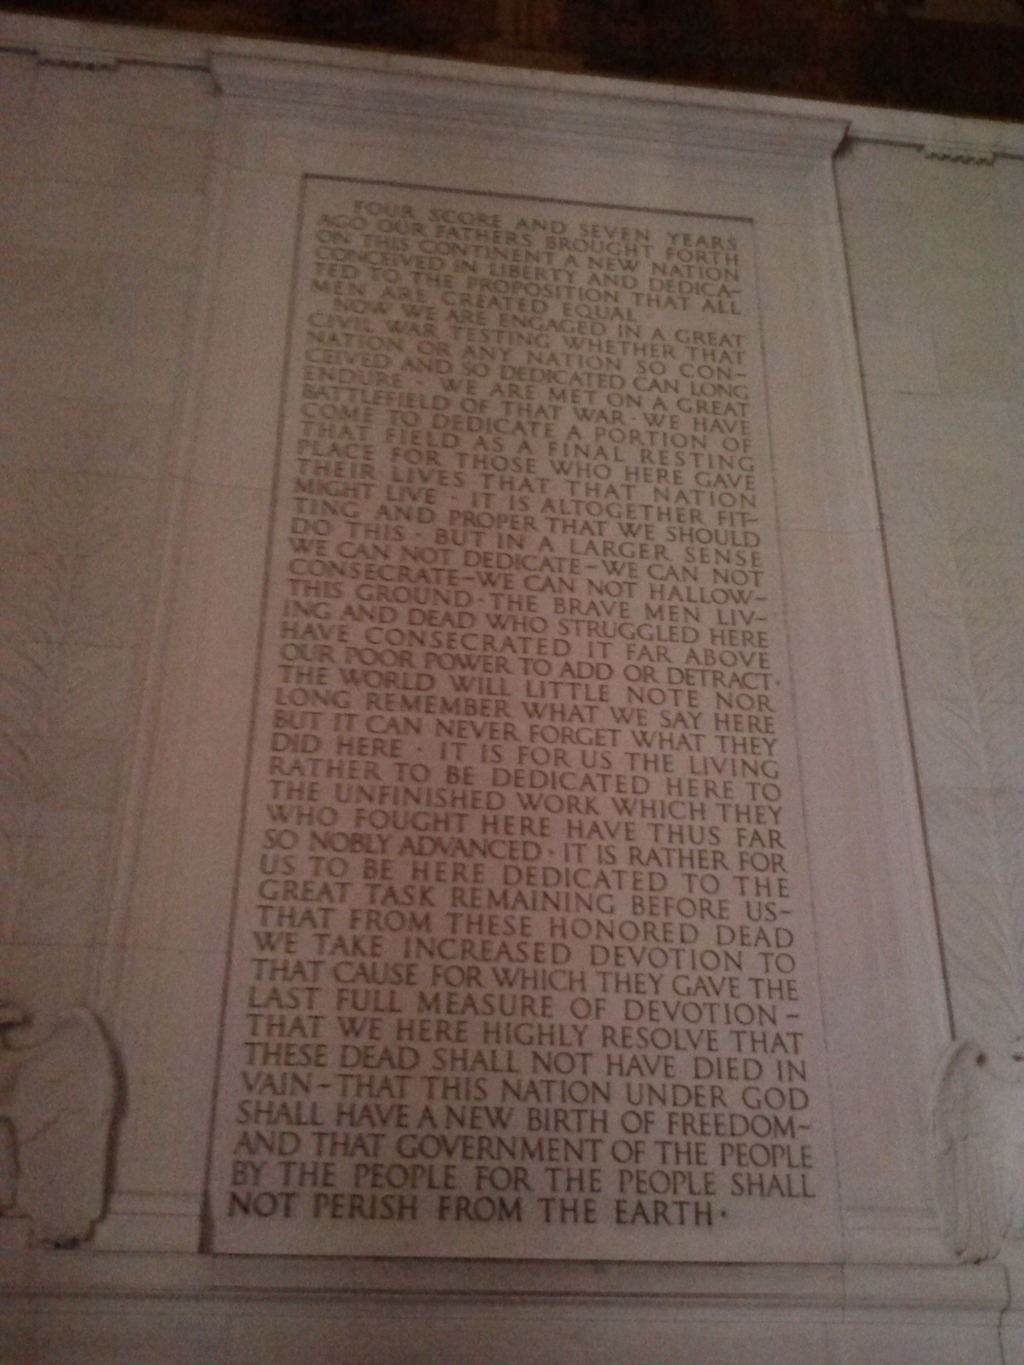 FOUR SCORE AND SEVEN YEARS
AGO OUR FATHERS BROUGHT FORTH
ON THIS CONTINENT A NEW NATION
CONCEIVED IN LIBERTY AND DEDICA-
TED TO THE PROPOSITION THAT ALL
MEN ARE CREATED EQUAL·
NOW WE ARE ENGAGED IN A GREAT
CIVIL WAR TESTING WHETHER THAT
NATION OR ANY NATION SO CON-
CEIVED AND SO DEDICATED CAN LONG
ENDURE · WE ARE MET ON A GREAT
BATTLEFIELD OF THAT WAR · WE HAVE
COME TO DEDICATE A PORTION OF
THAT FIELD AS A FINAL RESTING
PLACE FOR THOSE WHO HERE GAVE
THEIR LIVES THAT THAT NATION
MIGHT LIVE · IT IS ALTOGETHER FIT-
TING AND PROPER THAT WE SHOULD
DO THIS · BUT IN A LARGER SENSE
WE CAN NOT DEDICATE-WE CAN NOT
CONSECRATE-WE CAN NOT HALLOW-
THIS GROUND·THE BRAVE MEN LIV-
ING AND DEAD WHO STRUGGLED HERE
HAVE CONSECRATED IT FAR ABOVE
OUR POOR POWER TO ADD OR DETRACT·
THE WORLD WILL LITTLE NOTE NOR
LONG REMEMBER WHAT WE SAY HERE
BUT IT CAN NEVER FORGET WHAT THEY
DID HERE · IT IS FOR US THE LIVING
RATHER TO BE DEDICATED HERE TO
THE UNFINISHED WORK WHICH THEY
WHO FOUGHT HERE HAVE THUS FAR
SO NOBLY ADVANCED · IT IS RATHER FOR
US TO BE HERE DEDICATED TO THE
GREAT TASK REMAINING BEFORE US-
THAT FROM THESE HONORED DEAD
WE TAKE INCREASED DEVOTION TO
THAT CAUSE FOR WHICH THEY GAVE THE
LAST FULL MEASURE OF DEVOTION-
THAT WE HERE HIGHLY RESOLVE THAT
THESE DEAD SHALL NOT HAVE DIED IN
VAIN-THAT THIS NATION UNDER GOD
SHALL HAVE A NEW BIRTH OF FREEDOM-
AND THAT GOVERNMENT OF THE PEOPLE
BY THE PEOPLE FOR THE PEOPLE SHALL
NOT PERISH FROM THE EARTH·